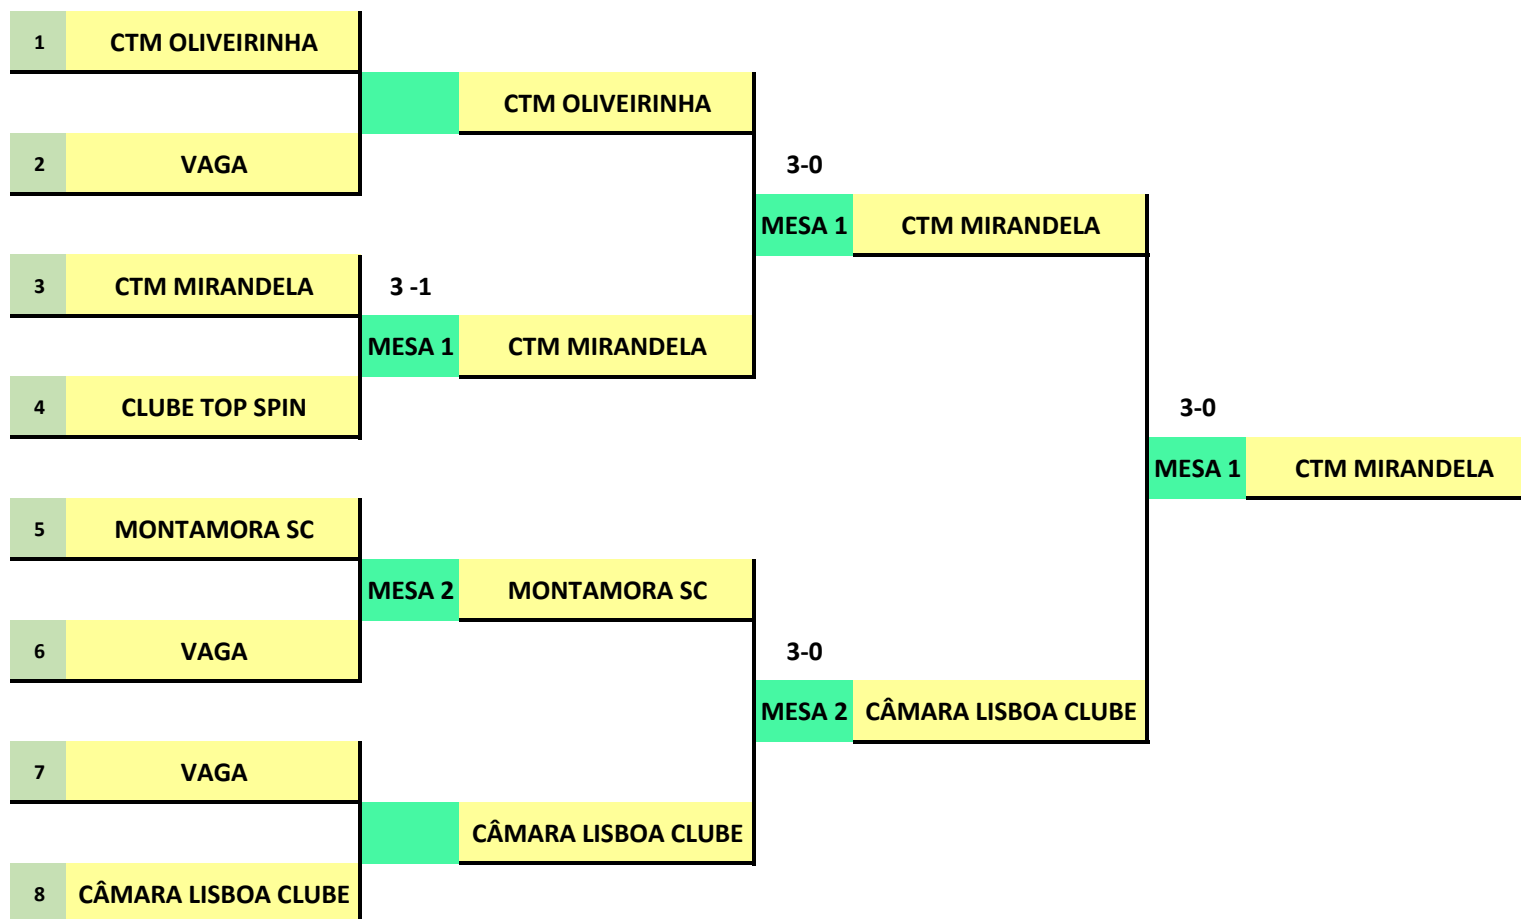 1 CTM OLIVEIRINHA
CTM OLIVEIRINHA
2 VAGA
3-0
MESA 1 CTM MIRANDELA
3 CTM MIRANDELA
3 -1
MESA 1 CTM MIRANDELA
4 CLUBE TOP SPIN
3-0
MESA 1 CTM MIRANDELA
5 MONTAMORA SC
MESA 2 MONTAMORA SC
6 VAGA
3-0
MESA 2 CÂMARA LISBOA CLUBE
7 VAGA
CÂMARA LISBOA CLUBE
8 CÂMARA LISBOA CLUBE